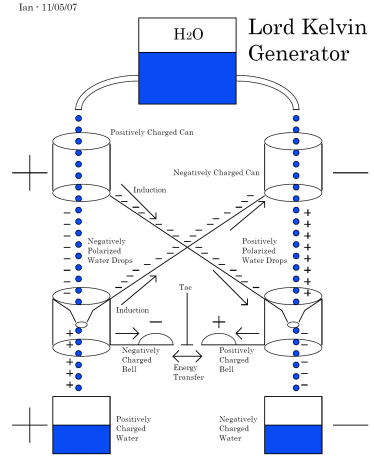 Ian - 11/05/07
Lord Kelvin
Generator
H2O
Positively Charged Can
Negatively Charged Can
Induction
Negatively
Polarized
Water Drops
Positively
Polarized
Water Drops
Tac
Induction
Negatively
Charged
Bell
Positively
Charged
Bell
Energy
Transfer
Positively
Charged
Water
Negatively
Charged
Water